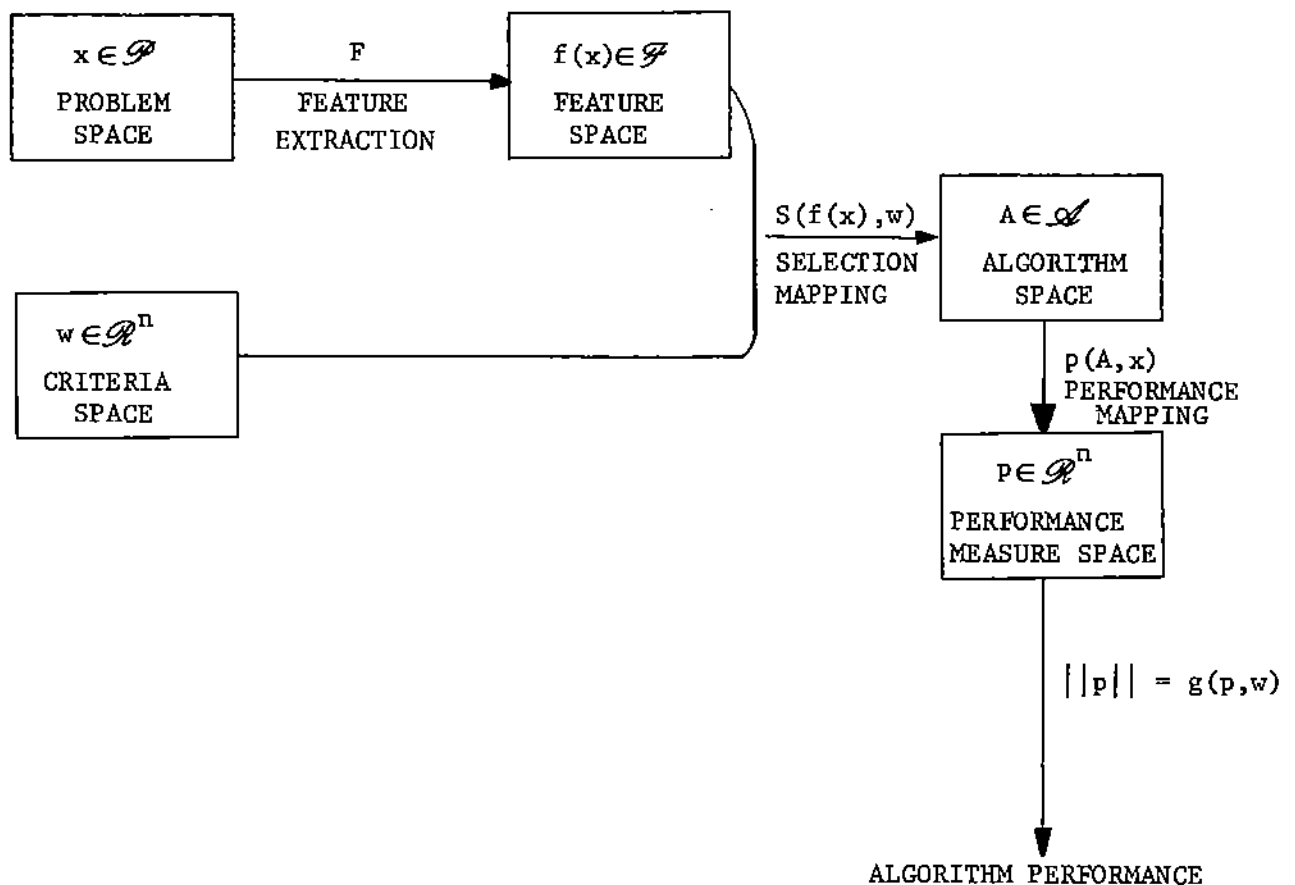 x ∈ 𝒫
PROBLEM
SPACE
F
FEATURE
EXTRACTION
f(x) ∈ ℱ
FEATURE
SPACE
S(f(x),w)
SELECTION
MAPPING
A ∈ 𝒜
ALGORITHM
SPACE
w ∈ ℛⁿ
CRITERIA
SPACE
p(A,x)
PERFORMANCE
MAPPING
p ∈ ℛⁿ
PERFORMANCE
MEASURE SPACE
||p|| = g(p,w)
ALGORITHM PERFORMANCE